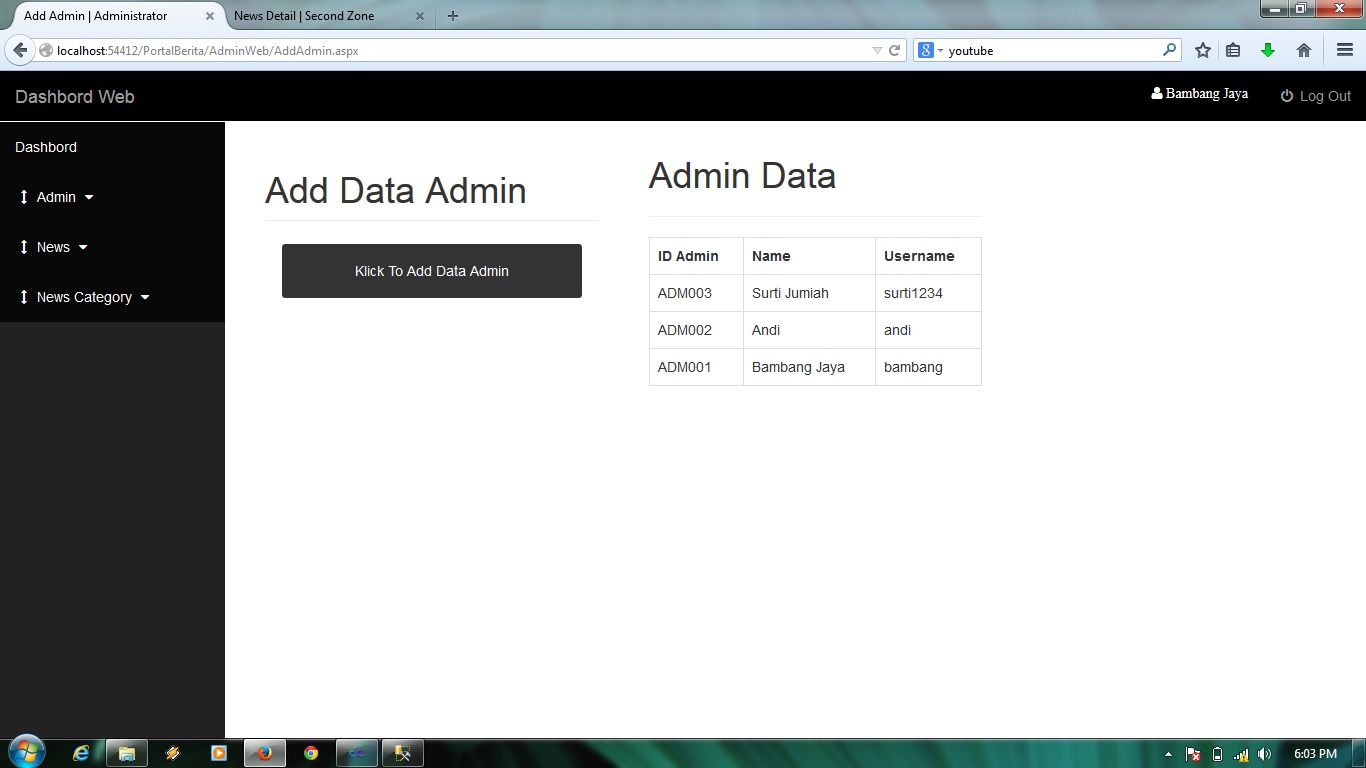 Add Admin | Administrator
News Detail | Second Zone
localhost:54412/PortalBerita/AdminWeb/AddAdmin.aspx
8
youtube
Dashbord Web
Bambang Jaya
Log Out
Dashbord
Admin
News
News Category
Add Data Admin
Klick To Add Data Admin
Admin Data
ID Admin Name Username
ADM003 Surti Jumiah surti1234
ADM002 Andi andi
ADM001 Bambang Jaya bambang
6:03 PM